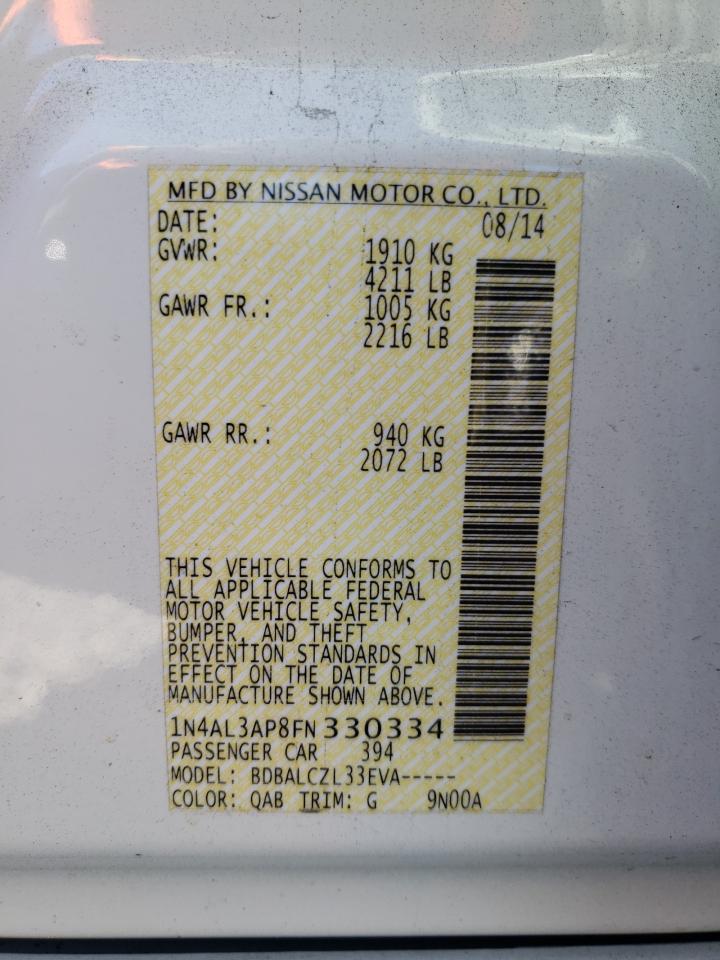 MFD BY NISSAN MOTOR CO., LTD.
DATE: 08/14
GVWR: 1910 KG
4211 LB
GAWR FR.: 1005 KG
2216 LB
GAWR RR.: 940 KG
2072 LB
THIS VEHICLE CONFORMS TO
ALL APPLICABLE FEDERAL
MOTOR VEHICLE SAFETY,
BUMPER, AND THEFT
PREVENTION STANDARDS IN
EFFECT ON THE DATE OF
MANUFACTURE SHOWN ABOVE.
1N4AL3AP8FN330334
PASSENGER CAR 394
MODEL: BDBALCZL33EVA-----
COLOR: QAB TRIM: G 9N00A